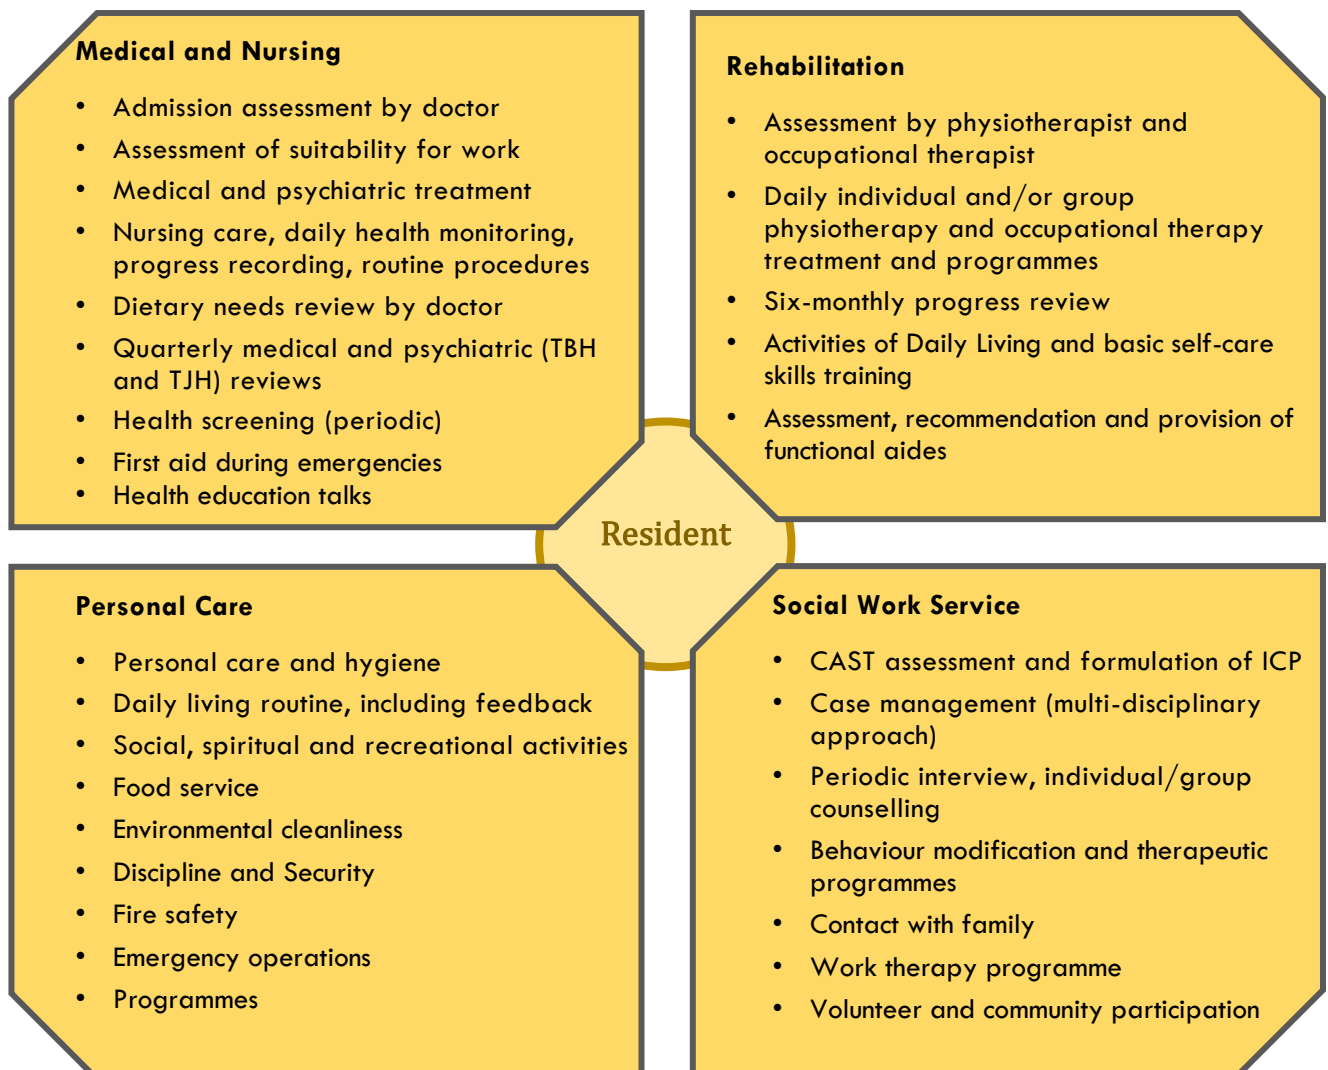 Medical and Nursing
• Admission assessment by doctor
• Assessment of suitability for work
• Medical and psychiatric treatment
• Nursing care, daily health monitoring,
progress recording, routine procedures
• Dietary needs review by doctor
• Quarterly medical and psychiatric (TBH
and TJH) reviews
• Health screening (periodic)
• First aid during emergencies
• Health education talks
Rehabilitation
• Assessment by physiotherapist and
occupational therapist
• Daily individual and/or group
physiotherapy and occupational therapy
treatment and programmes
• Six-monthly progress review
• Activities of Daily Living and basic self-care
skills training
• Assessment, recommendation and provision of
functional aides
Resident
Personal Care
• Personal care and hygiene
• Daily living routine, including feedback
• Social, spiritual and recreational activities
• Food service
• Environmental cleanliness
• Discipline and Security
• Fire safety
• Emergency operations
• Programmes
Social Work Service
• CAST assessment and formulation of ICP
• Case management (multi-disciplinary
approach)
• Periodic interview, individual/group
counselling
• Behaviour modification and therapeutic
programmes
• Contact with family
• Work therapy programme
• Volunteer and community participation